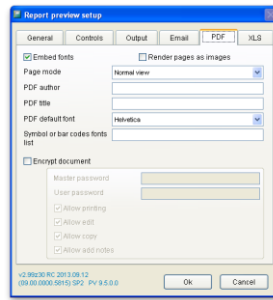 Report preview setup
General Controls Output Email PDF XLS
Embed fonts Render pages as images
Page mode Normal view
PDF author
PDF title
PDF default font Helvetica
Symbol or bar codes fonts
list
Encrypt document
Master password
User password
Allow printing
Allow edit
Allow copy
Allow add notes
v2.99z30 RC 2013.09.12
(09.00.0800.5815) SP2 PV 9.5.0.0
Ok Cancel